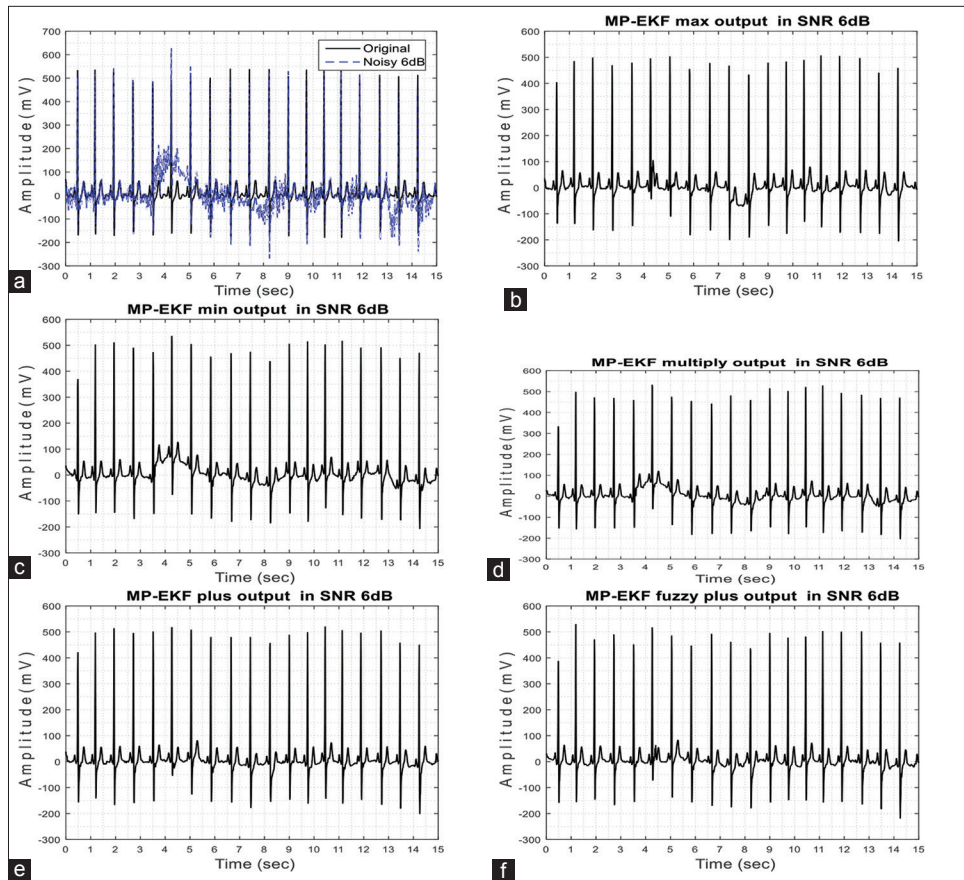 a
700
600
500
400
300
200
100
0
-100
-200
-300
0 1 2 3 4 5 6 7 8 9 10 11 12 13 14 15
Amplitude(mV)
Time (sec)
Original
Noisy 6dB
b
MP-EKF max output in SNR 6dB
600
500
400
300
200
100
0
-100
-200
-300
0 1 2 3 4 5 6 7 8 9 10 11 12 13 14 15
Amplitude(mV)
Time (sec)
c
MP-EKF min output in SNR 6dB
600
500
400
300
200
100
0
-100
-200
-300
0 1 2 3 4 5 6 7 8 9 10 11 12 13 14 15
Amplitude(mV)
Time (sec)
d
MP-EKF multiply output in SNR 6dB
600
500
400
300
200
100
0
-100
-200
-300
0 1 2 3 4 5 6 7 8 9 10 11 12 13 14 15
Amplitude(mV)
Time (sec)
e
MP-EKF plus output in SNR 6dB
600
500
400
300
200
100
0
-100
-200
-300
0 1 2 3 4 5 6 7 8 9 10 11 12 13 14 15
Amplitude(mV)
Time (sec)
f
MP-EKF fuzzy plus output in SNR 6dB
600
500
400
300
200
100
0
-100
-200
-300
0 1 2 3 4 5 6 7 8 9 10 11 12 13 14 15
Amplitude(mV)
Time (sec)